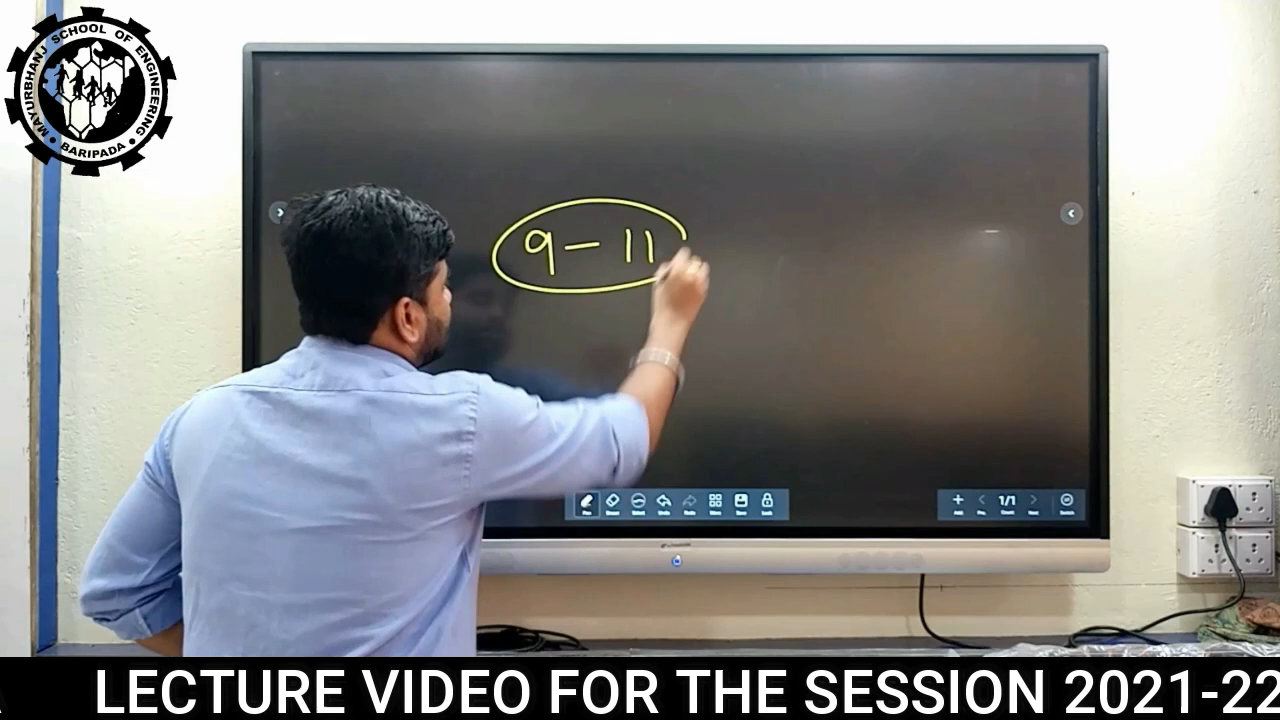 MAYURBHANJ SCHOOL OF ENGINEERING
• BARIPADA •
9 - 11
1/1
LECTURE VIDEO FOR THE SESSION 2021-22